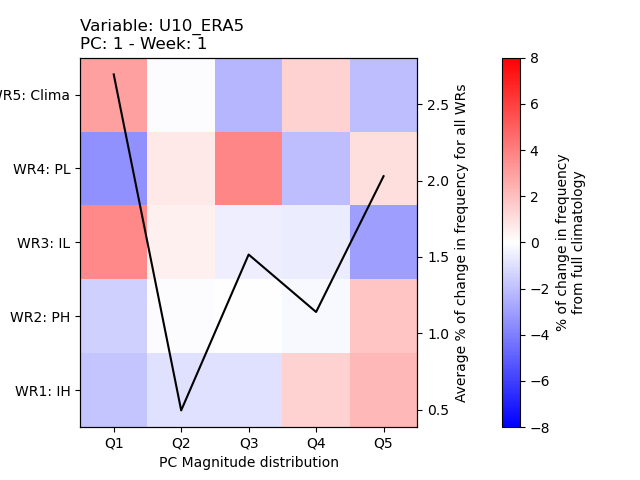 Variable: U10_ERA5
PC: 1 - Week: 1
WR5: Clima
WR4: PL
WR3: IL
WR2: PH
WR1: IH
Q1 Q2 Q3 Q4 Q5
PC Magnitude distribution
2.5
2.0
1.5
1.0
0.5
Average % of change in frequency for all WRs
8
6
4
2
0
−2
−4
−6
−8
% of change in frequency
from full climatology